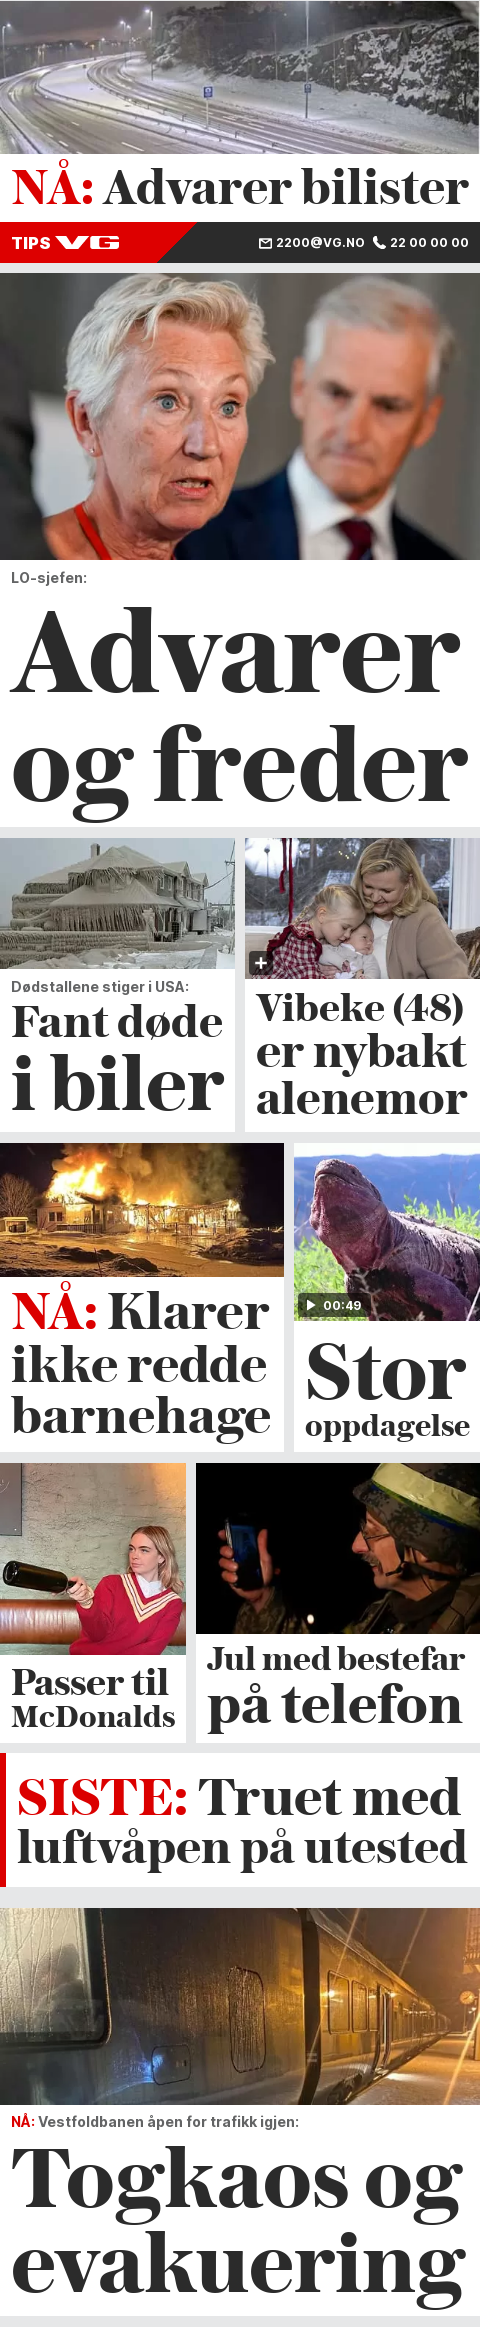 NÅ: Advarer bilister
TIPS VG 2200@VG.NO 22 00 00 00
LO-sjefen:
Advarer
og freder
Dødstallene stiger i USA:
Fant døde
i biler
Vibeke (48)
er nybakt
alenemor
NÅ: Klarer
ikke redde
barnehage
00:49
Stor
oppdagelse
Passer til
McDonalds
Jul med bestefar
på telefon
SISTE: Truet med
luftvåpen på utested
NÅ: Vestfoldbanen åpen for trafikk igjen:
Togkaos og
evakuering